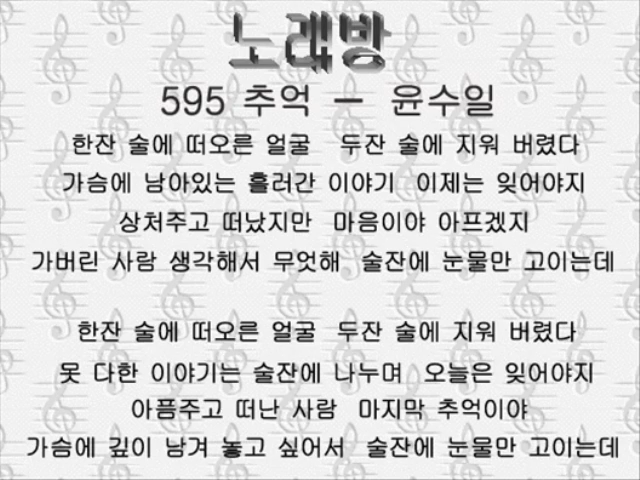 노래방
595 추억 - 윤수일
한잔 술에 떠오른 얼굴 두잔 술에 지워 버렸다
가슴에 남아있는 흘러간 이야기 이제는 잊어야지
상처주고 떠났지만 마음이야 아프겠지
가버린 사람 생각해서 무엇해 술잔에 눈물만 고이는데
한잔 술에 떠오른 얼굴 두잔 술에 지워 버렸다
못 다한 이야기는 술잔에 나누며 오늘은 잊어야지
아픔주고 떠난 사람 마지막 추억이야
가슴에 깊이 남겨 놓고 싶어서 술잔에 눈물만 고이는데